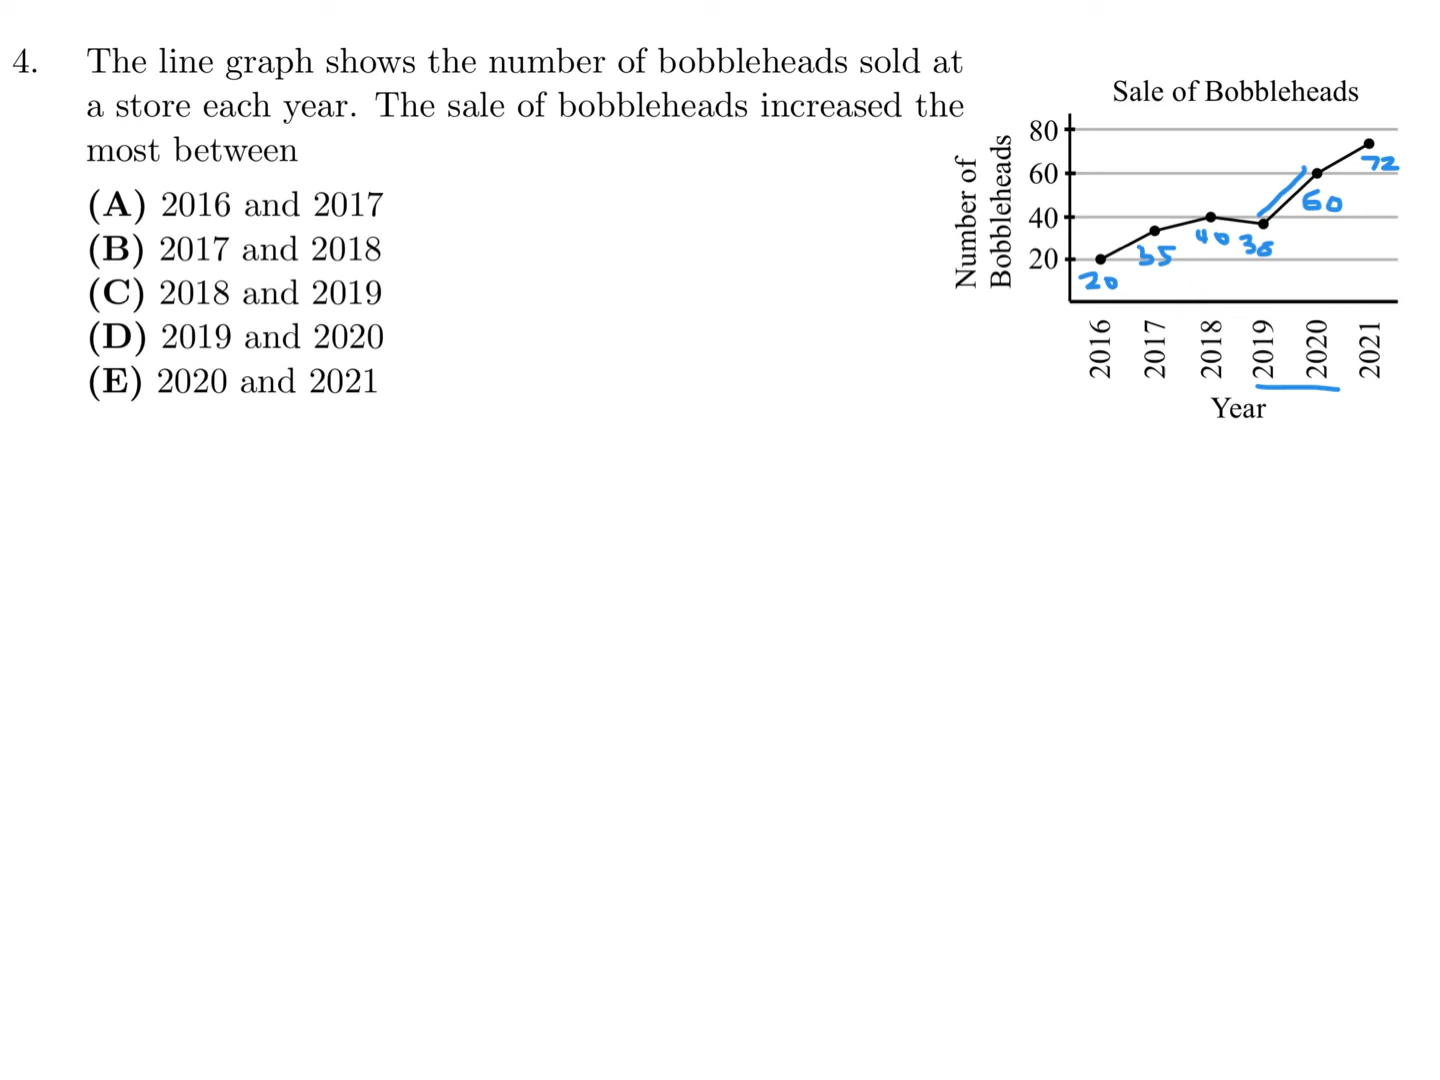 4. The line graph shows the number of bobbleheads sold at
a store each year. The sale of bobbleheads increased the
most between
(A) 2016 and 2017
(B) 2017 and 2018
(C) 2018 and 2019
(D) 2019 and 2020
(E) 2020 and 2021
Sale of Bobbleheads
Number of
Bobbleheads
80
60
40
20
20
35
40
36
60
72
2016
2017
2018
2019
2020
2021
Year